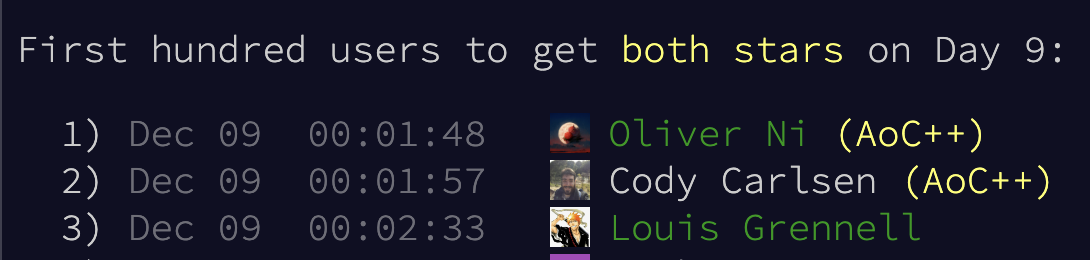 First hundred users to get both stars on Day 9:
1) Dec 09 00:01:48 Oliver Ni (AoC++)
2) Dec 09 00:01:57 Cody Carlsen (AoC++)
3) Dec 09 00:02:33 Louis Grennell